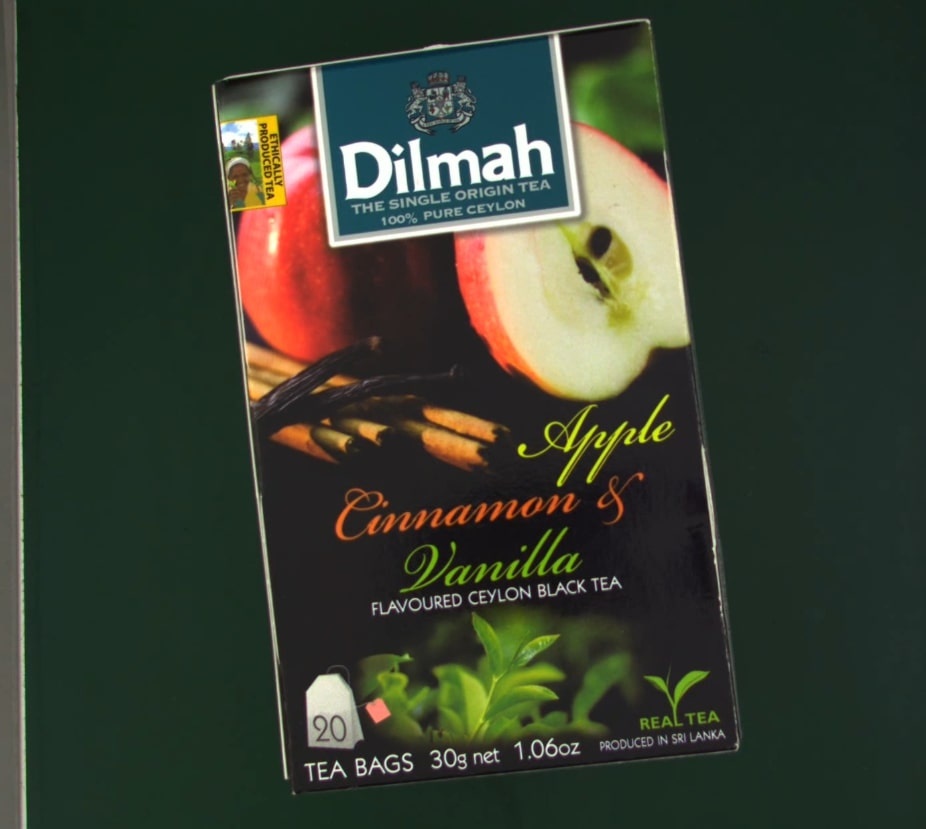 Dilmah
THE SINGLE ORIGIN TEA
100% PURE CEYLON
ETHICALLY
PRODUCED TEA
Apple
Cinnamon &
Vanilla
FLAVOURED CEYLON BLACK TEA
20
TEA BAGS 30g net 1.06oz
REAL TEA
PRODUCED IN SRI LANKA